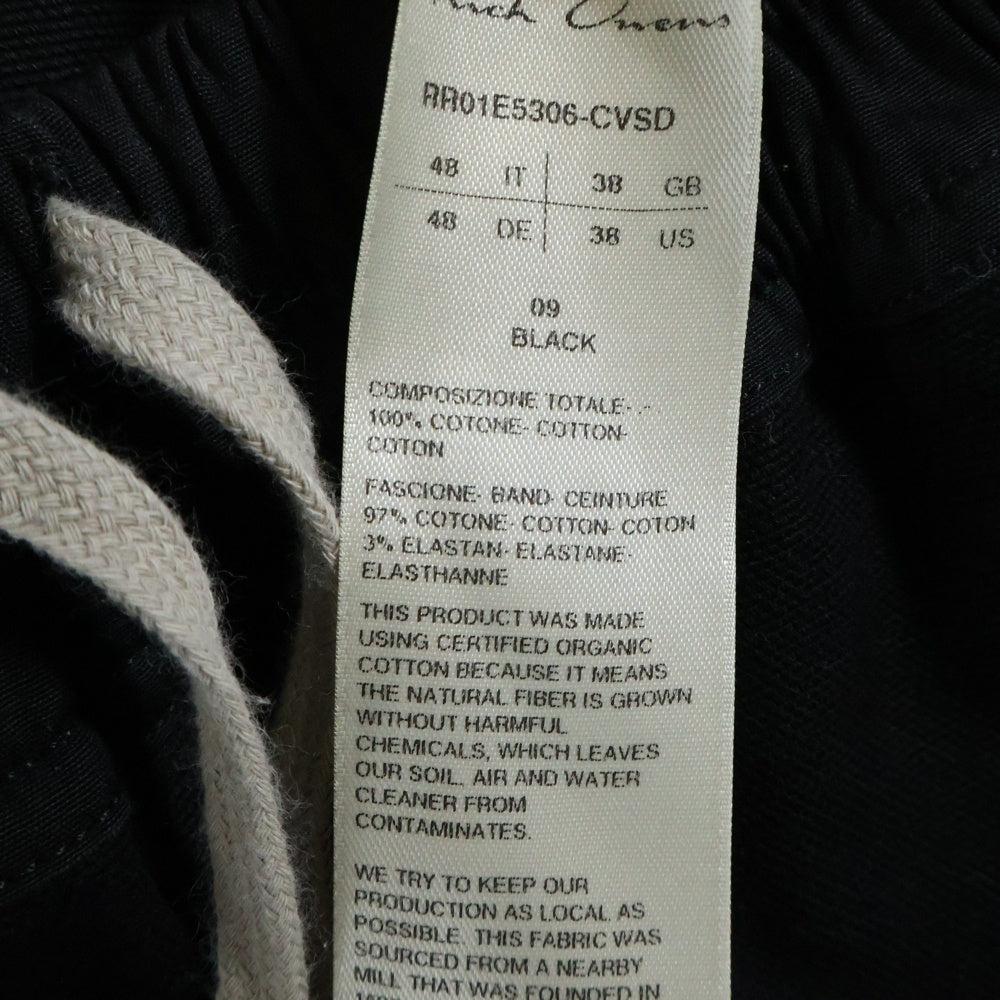 Rick Owens
RR01E5306-CVSD
48 IT 38 GB
48 DE 38 US
09
BLACK
COMPOSIZIONE TOTALE- .-
100% COTONE- COTTON-
COTON
FASCIONE- BAND- CEINTURE
97% COTONE- COTTON- COTON
3% ELASTAN- ELASTANE-
ELASTHANNE
THIS PRODUCT WAS MADE
USING CERTIFIED ORGANIC
COTTON BECAUSE IT MEANS
THE NATURAL FIBER IS GROWN
WITHOUT HARMFUL
CHEMICALS, WHICH LEAVES
OUR SOIL, AIR AND WATER
CLEANER FROM
CONTAMINATES.
WE TRY TO KEEP OUR
PRODUCTION AS LOCAL AS
POSSIBLE. THIS FABRIC WAS
SOURCED FROM A NEARBY
MILL THAT WAS FOUNDED IN